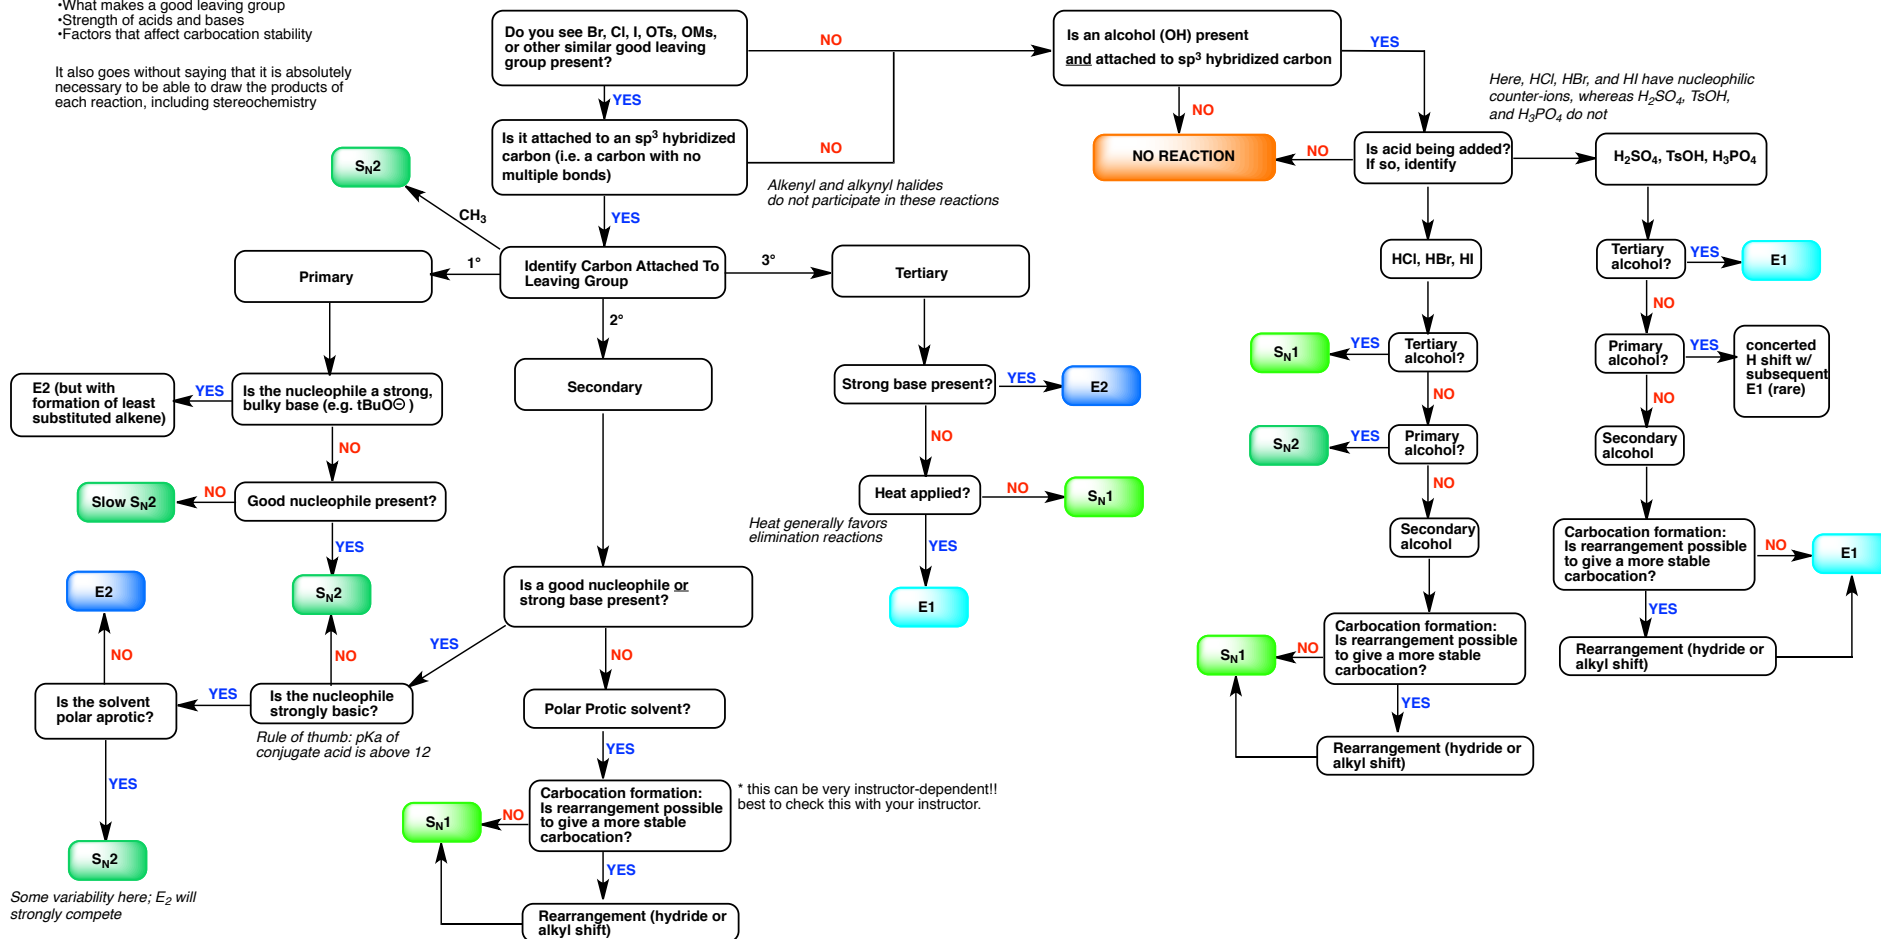 •What makes a good leaving group
•Strength of acids and bases
•Factors that affect carbocation stability
It also goes without saying that it is absolutely
necessary to be able to draw the products of
each reaction, including stereochemistry
Do you see Br, Cl, I, OTs, OMs,
or other similar good leaving
group present?
NO
Is an alcohol (OH) present
and attached to sp3 hybridized carbon
YES
Here, HCl, HBr, and HI have nucleophilic
counter-ions, whereas H2SO4, TsOH,
and H3PO4 do not
YES
NO
Is it attached to an sp3 hybridized
carbon (i.e. a carbon with no
multiple bonds)
NO
Alkenyl and alkynyl halides
do not participate in these reactions
NO REACTION
NO
Is acid being added?
If so, identify
H2SO4, TsOH, H3PO4
SN2
CH3
YES
Primary
1°
Identify Carbon Attached To
Leaving Group
3°
Tertiary
2°
HCl, HBr, HI
Tertiary
alcohol?
YES
E1
NO
Secondary
E2 (but with
formation of least
substituted alkene)
YES
Is the nucleophile a strong,
bulky base (e.g. tBuO⊖ )
NO
Strong base present?
YES
E2
NO
SN1
YES
Tertiary
alcohol?
NO
Primary
alcohol?
YES
concerted
H shift w/
subsequent
E1 (rare)
NO
Slow SN2
NO
Good nucleophile present?
YES
Heat applied?
NO
SN1
Heat generally favors
elimination reactions
YES
E1
SN2
YES
Primary
alcohol?
NO
Secondary
alcohol
Secondary
alcohol
Carbocation formation:
Is rearrangement possible
to give a more stable
carbocation?
NO
E1
YES
Rearrangement (hydride or
alkyl shift)
E2
SN2
Is a good nucleophile or
strong base present?
YES
NO
NO
NO
Is the solvent
polar aprotic?
YES
Is the nucleophile
strongly basic?
Rule of thumb: pKa of
conjugate acid is above 12
Polar Protic solvent?
YES
SN1
NO
Carbocation formation:
Is rearrangement possible
to give a more stable
carbocation?
YES
Rearrangement (hydride or
alkyl shift)
YES
SN2
Some variability here; E2 will
strongly compete
SN1
NO
Carbocation formation:
Is rearrangement possible
to give a more stable
carbocation?
* this can be very instructor-dependent!!
best to check this with your instructor.
YES
Rearrangement (hydride or
alkyl shift)